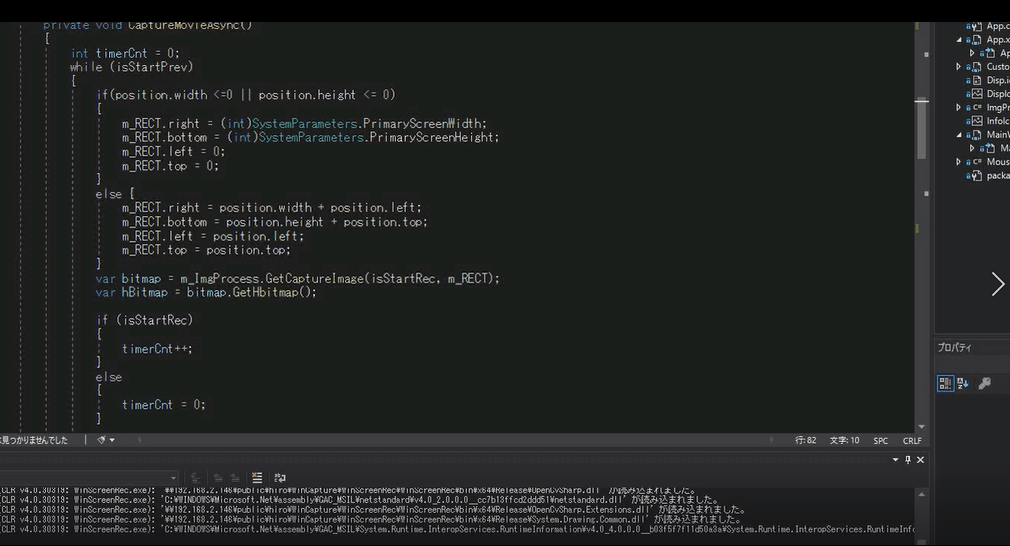 private void CaptureMovieAsync()
{
int timerCnt = 0;
while (isStartPrev)
{
if(position.width <=0 || position.height <= 0)
{
m_RECT.right = (int)SystemParameters.PrimaryScreenWidth;
m_RECT.bottom = (int)SystemParameters.PrimaryScreenHeight;
m_RECT.left = 0;
m_RECT.top = 0;
}
else {
m_RECT.right = position.width + position.left;
m_RECT.bottom = position.height + position.top;
m_RECT.left = position.left;
m_RECT.top = position.top;
}
var bitmap = m_ImgProcess.GetCaptureImage(isStartRec, m_RECT);
var hBitmap = bitmap.GetHbitmap();
if (isStartRec)
{
timerCnt++;
}
else
{
timerCnt = 0;
}
App.c
App.x
Ap
Custo
Disp.i
Displc
ImgPr
InfoIc
MainW
Ma
Mous
packa
プロパティ
見つかりませんでした
行: 82 文字: 10 SPC CRLF
(CLR v4.0.30319: WinScreenRec.exe): '¥¥192.168.2.146¥public¥hiro¥WinCapture¥WinScreenRec¥WinScreenRec¥bin¥x64¥Release¥OpenCvSharp.dll' が読み込まれました。
(CLR v4.0.30319: WinScreenRec.exe): 'C:¥WINDOWS¥Microsoft.Net¥assembly¥GAC_MSIL¥netstandard¥v4.0_2.0.0.0__cc7b13ffcd2ddd51¥netstandard.dll' が読み込まれました。
(CLR v4.0.30319: WinScreenRec.exe): '¥¥192.168.2.146¥public¥hiro¥WinCapture¥WinScreenRec¥WinScreenRec¥bin¥x64¥Release¥OpenCvSharp.Extensions.dll' が読み込まれました。
(CLR v4.0.30319: WinScreenRec.exe): '¥¥192.168.2.146¥public¥hiro¥WinCapture¥WinScreenRec¥WinScreenRec¥bin¥x64¥Release¥System.Drawing.Common.dll' が読み込まれました。
(CLR v4.0.30319: WinScreenRec.exe): 'C:¥WINDOWS¥Microsoft.Net¥assembly¥GAC_MSIL¥System.Runtime.InteropServices.RuntimeInformation¥v4.0_4.0.0.0__b03f5f7f11d50a3a¥System.Runtime.InteropServices.RuntimeInfo